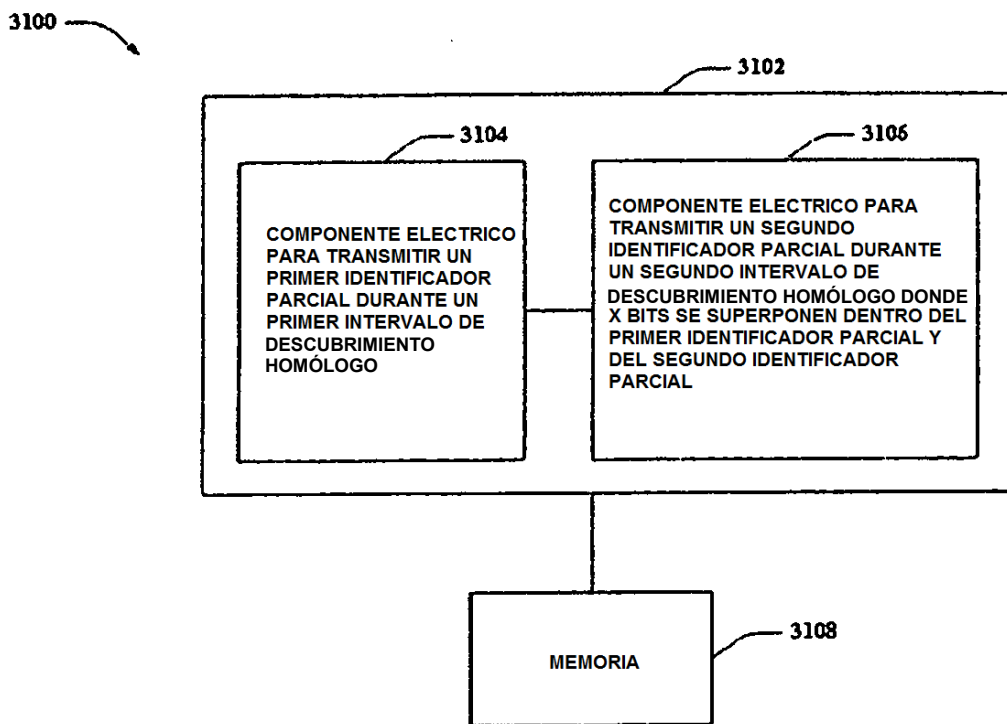 3100
3102
3104
3106
COMPONENTE ELECTRICO
PARA TRANSMITIR UN
PRIMER IDENTIFICADOR
PARCIAL DURANTE UN
PRIMER INTERVALO DE
DESCUBRIMIENTO
HOMÓLOGO
COMPONENTE ELECTRICO PARA
TRANSMITIR UN SEGUNDO
IDENTIFICADOR PARCIAL DURANTE
UN SEGUNDO INTERVALO DE
DESCUBRIMIENTO HOMÓLOGO DONDE
X BITS SE SUPERPONEN DENTRO DEL
PRIMER IDENTIFICADOR PARCIAL Y
DEL SEGUNDO IDENTIFICADOR
PARCIAL
MEMORIA
3108